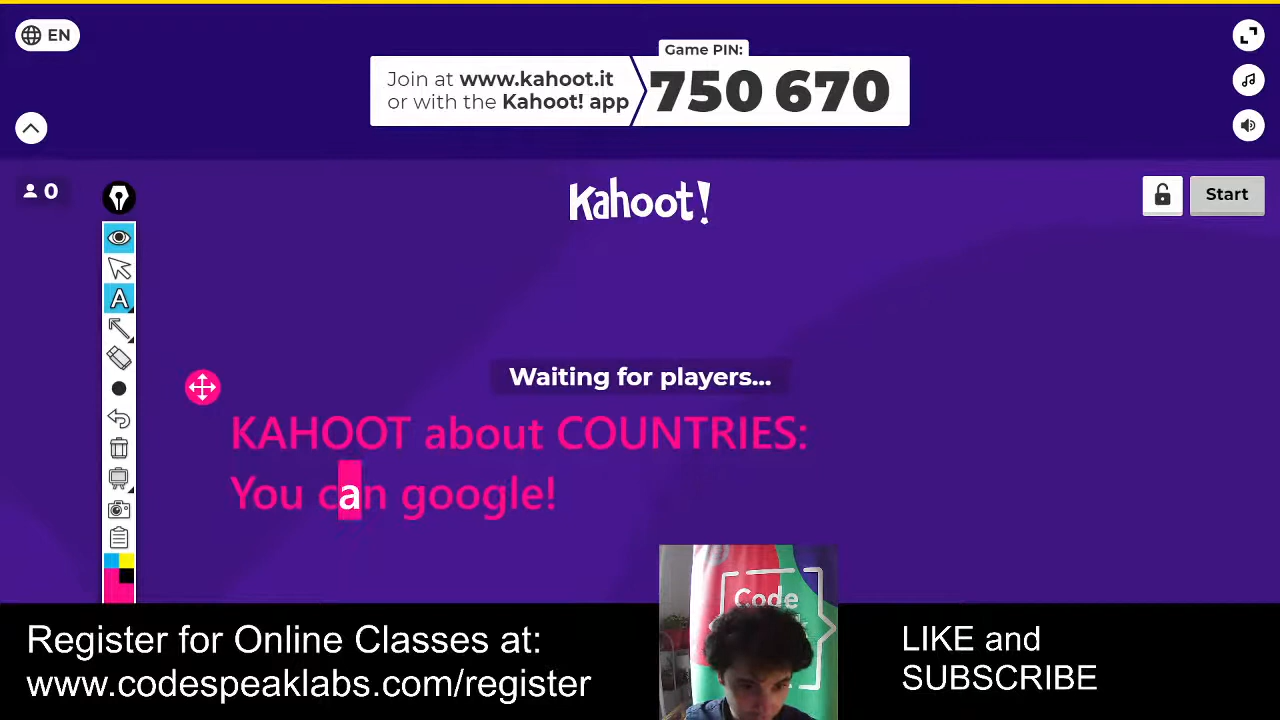 EN
Game PIN:
Join at www.kahoot.it
or with the Kahoot! app
750 670
0
Kahoot!
Start
A
Waiting for players...
KAHOOT about COUNTRIES:
You can google!
Code
Register for Online Classes at:
www.codespeaklabs.com/register
LIKE and
SUBSCRIBE